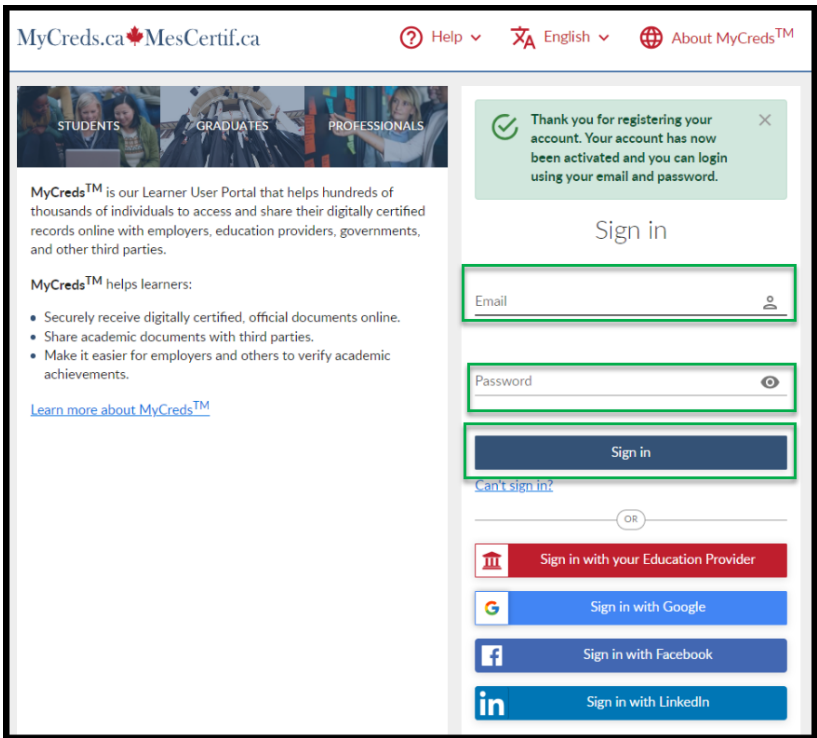 MyCreds.ca MesCertif.ca
Help
English
About MyCreds™
STUDENTS
GRADUATES
PROFESSIONALS
MyCreds™ is our Learner User Portal that helps hundreds of
thousands of individuals to access and share their digitally certified
records online with employers, education providers, governments,
and other third parties.
MyCreds™ helps learners:
• Securely receive digitally certified, official documents online.
• Share academic documents with third parties.
• Make it easier for employers and others to verify academic
achievements.
Learn more about MyCreds™
Thank you for registering your
account. Your account has now
been activated and you can login
using your email and password.
Sign in
Email
Password
Sign in
Can't sign in?
OR
Sign in with your Education Provider
G
Sign in with Google
f
Sign in with Facebook
in
Sign in with LinkedIn